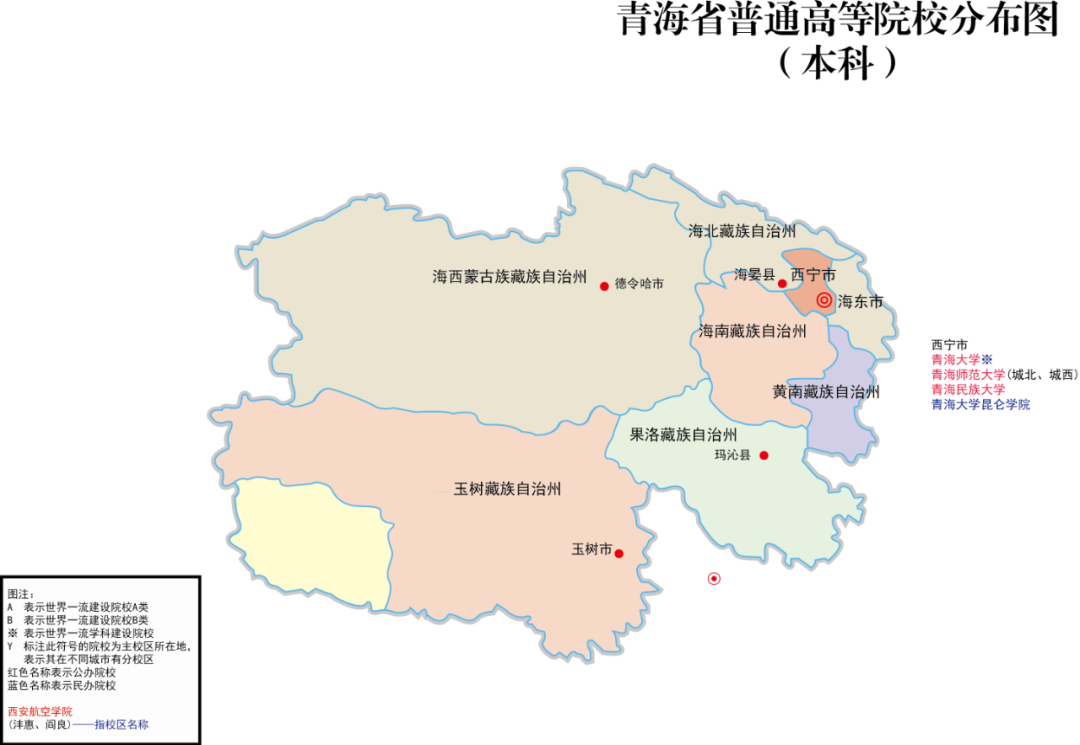 青海省普通高等院校分布图
（本科）
海北藏族自治州
海西蒙古族藏族自治州
德令哈市
海晏县
西宁市
海东市
海南藏族自治州
西宁市
青海大学※
青海师范大学(城北、城西)
青海民族大学
青海大学昆仑学院
黄南藏族自治州
果洛藏族自治州
玛沁县
玉树藏族自治州
玉树市
图注：
A 表示世界一流建设院校A类
B 表示世界一流建设院校B类
※ 表示世界一流学科建设院校
Y 标注此符号的院校为主校区所在地，
表示其在不同城市有分校区
红色名称表示公办院校
蓝色名称表示民办院校
西安航空学院
(沣惠、阎良)——指校区名称